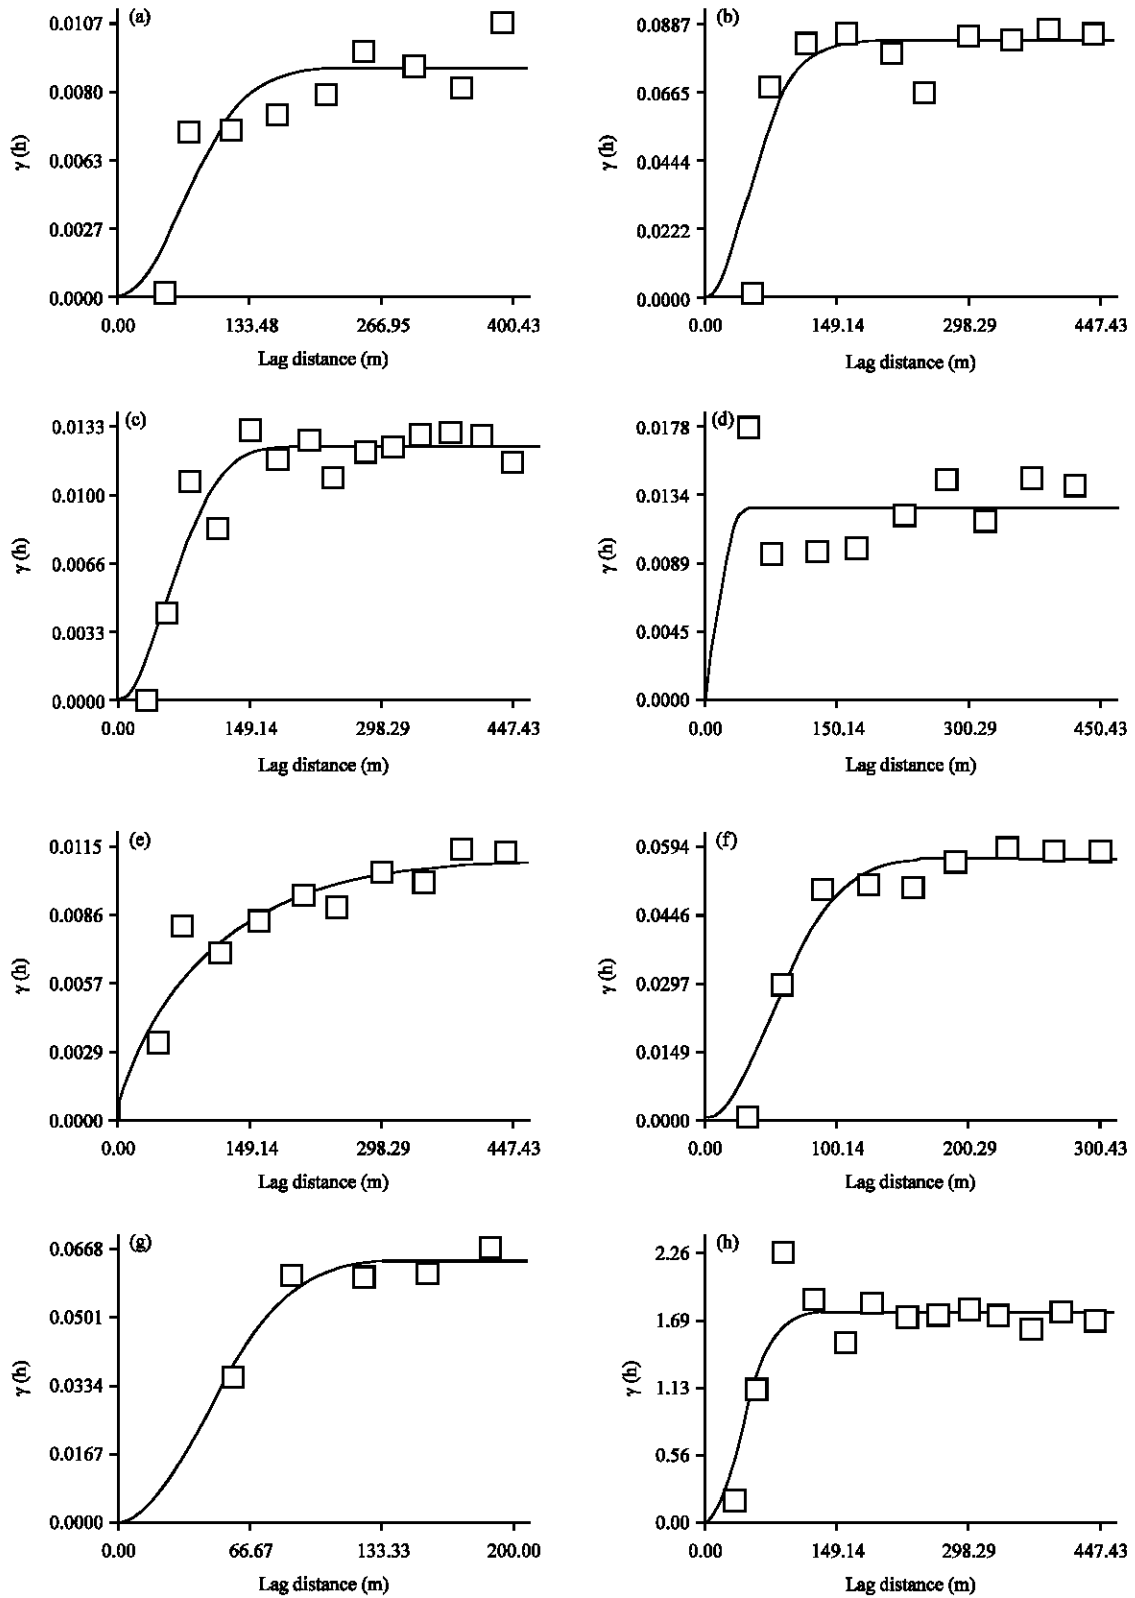 (a)
γ (h)
0.0107
0.0080
0.0063
0.0027
0.0000
0.00 133.48 266.95 400.43
Lag distance (m)
(b)
γ (h)
0.0887
0.0665
0.0444
0.0222
0.0000
0.00 149.14 298.29 447.43
Lag distance (m)
(c)
γ (h)
0.0133
0.0100
0.0066
0.0033
0.0000
0.00 149.14 298.29 447.43
Lag distance (m)
(d)
γ (h)
0.0178
0.0134
0.0089
0.0045
0.0000
0.00 150.14 300.29 450.43
Lag distance (m)
(e)
γ (h)
0.0115
0.0086
0.0057
0.0029
0.0000
0.00 149.14 298.29 447.43
Lag distance (m)
(f)
γ (h)
0.0594
0.0446
0.0297
0.0149
0.0000
0.00 100.14 200.29 300.43
Lag distance (m)
(g)
γ (h)
0.0668
0.0501
0.0334
0.0167
0.0000
0.00 66.67 133.33 200.00
Lag distance (m)
(h)
γ (h)
2.26
1.69
1.13
0.56
0.00
0.00 149.14 298.29 447.43
Lag distance (m)